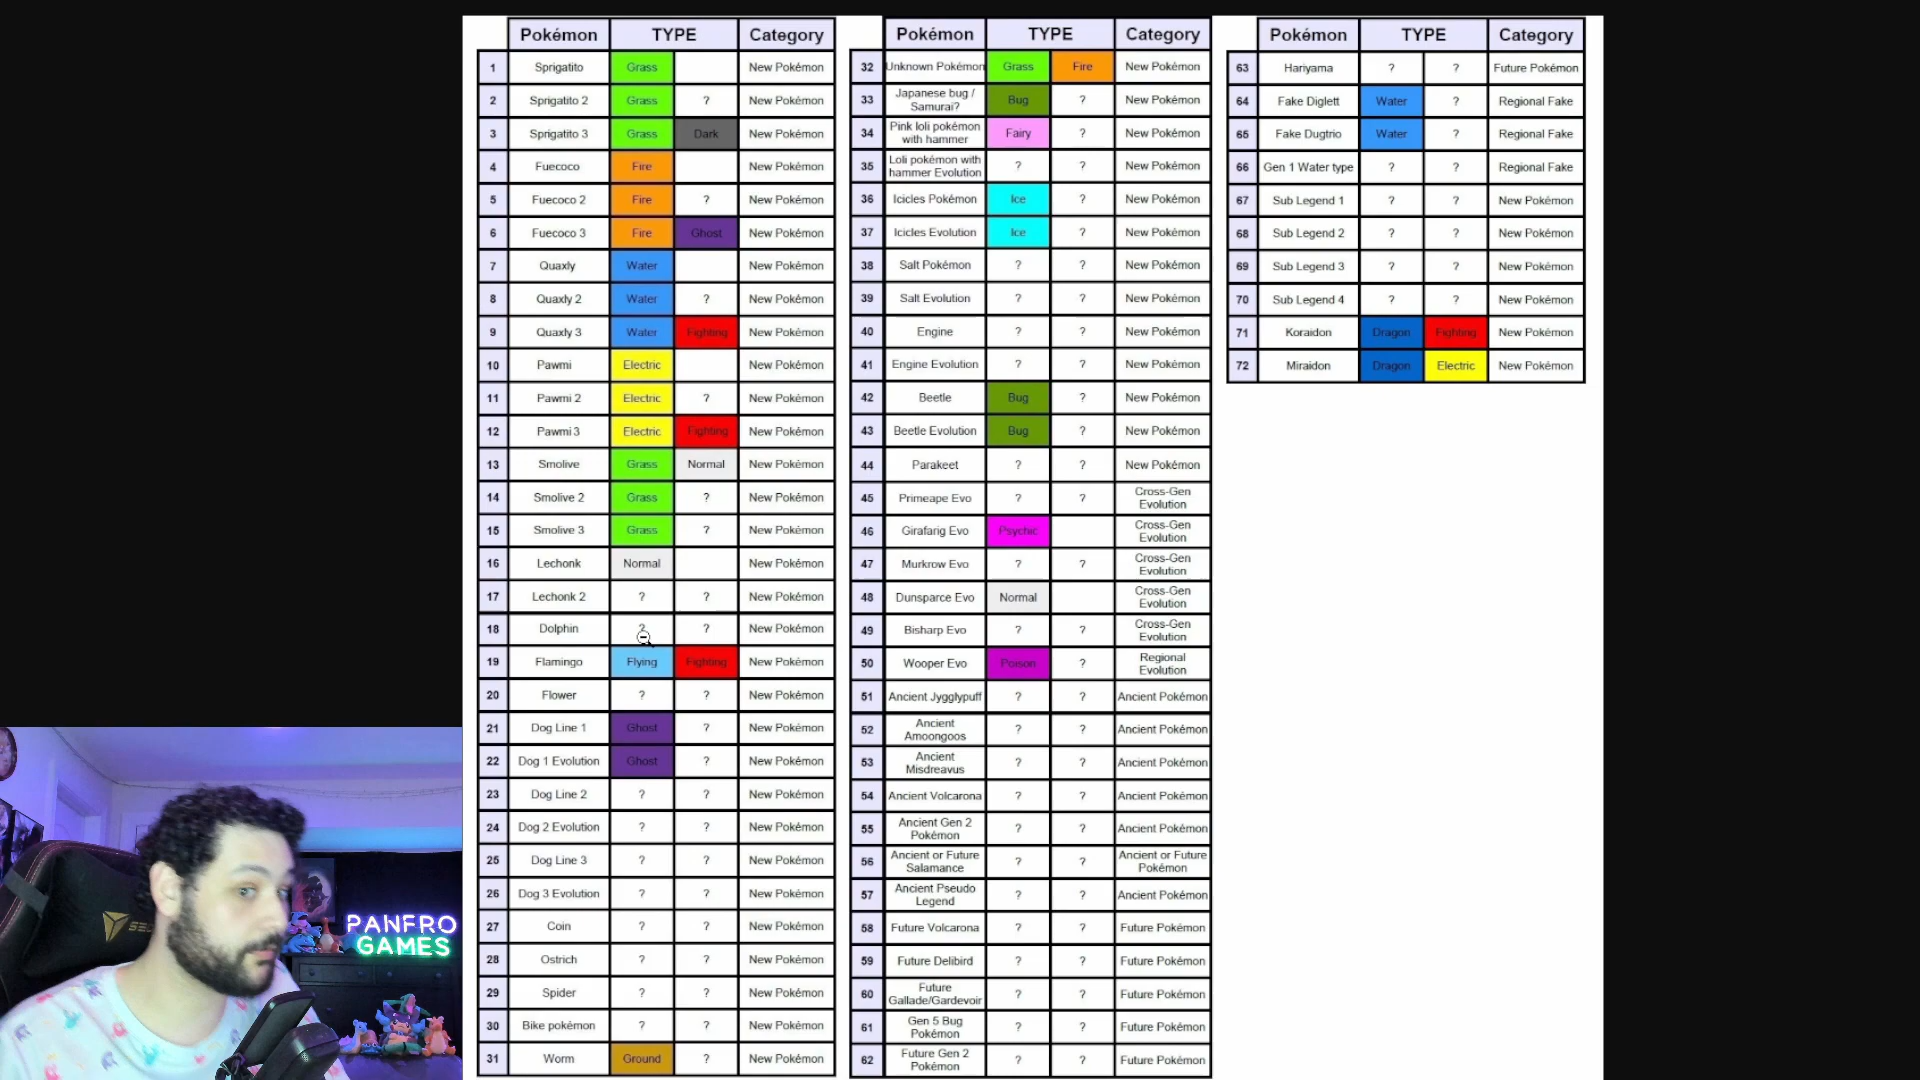 Pokémon TYPE Category
1 Sprigatito Grass New Pokémon
2 Sprigatito 2 Grass ? New Pokémon
3 Sprigatito 3 Grass Dark New Pokémon
4 Fuecoco Fire New Pokémon
5 Fuecoco 2 Fire ? New Pokémon
6 Fuecoco 3 Fire Ghost New Pokémon
7 Quaxly Water New Pokémon
8 Quaxly 2 Water ? New Pokémon
9 Quaxly 3 Water Fighting New Pokémon
10 Pawmi Electric New Pokémon
11 Pawmi 2 Electric ? New Pokémon
12 Pawmi 3 Electric Fighting New Pokémon
13 Smolive Grass Normal New Pokémon
14 Smolive 2 Grass ? New Pokémon
15 Smolive 3 Grass ? New Pokémon
16 Lechonk Normal New Pokémon
17 Lechonk 2 ? ? New Pokémon
18 Dolphin ? ? New Pokémon
19 Flamingo Flying Fighting New Pokémon
20 Flower ? ? New Pokémon
21 Dog Line 1 Ghost ? New Pokémon
22 Dog 1 Evolution Ghost ? New Pokémon
23 Dog Line 2 ? ? New Pokémon
24 Dog 2 Evolution ? ? New Pokémon
25 Dog Line 3 ? ? New Pokémon
26 Dog 3 Evolution ? ? New Pokémon
27 Coin ? ? New Pokémon
28 Ostrich ? ? New Pokémon
29 Spider ? ? New Pokémon
30 Bike pokémon ? ? New Pokémon
31 Worm Ground ? New Pokémon
Pokémon TYPE Category
32 Unknown Pokémon Grass Fire New Pokémon
33 Japanese bug /
Samurai? Bug ? New Pokémon
34 Pink loli pokémon
with hammer Fairy ? New Pokémon
35 Loli pokémon with
hammer Evolution ? ? New Pokémon
36 Icicles Pokémon Ice ? New Pokémon
37 Icicles Evolution Ice ? New Pokémon
38 Salt Pokémon ? ? New Pokémon
39 Salt Evolution ? ? New Pokémon
40 Engine ? ? New Pokémon
41 Engine Evolution ? ? New Pokémon
42 Beetle Bug ? New Pokémon
43 Beetle Evolution Bug ? New Pokémon
44 Parakeet ? ? New Pokémon
45 Primeape Evo ? ? Cross-Gen
Evolution
46 Girafarig Evo Psychic Cross-Gen
Evolution
47 Murkrow Evo ? ? Cross-Gen
Evolution
48 Dunsparce Evo Normal Cross-Gen
Evolution
49 Bisharp Evo ? ? Cross-Gen
Evolution
50 Wooper Evo Poison ? Regional
Evolution
51 Ancient Jygglypuff ? ? Ancient Pokémon
52 Ancient
Amoongoos ? ? Ancient Pokémon
53 Ancient
Misdreavus ? ? Ancient Pokémon
54 Ancient Volcarona ? ? Ancient Pokémon
55 Ancient Gen 2
Pokémon ? ? Ancient Pokémon
56 Ancient or Future
Salamance ? ? Ancient or Future
Pokémon
57 Ancient Pseudo
Legend ? ? Ancient Pokémon
58 Future Volcarona ? ? Future Pokémon
59 Future Delibird ? ? Future Pokémon
60 Future
Gallade/Gardevoir ? ? Future Pokémon
61 Gen 5 Bug
Pokémon ? ? Future Pokémon
62 Future Gen 2
Pokémon ? ? Future Pokémon
Pokémon TYPE Category
63 Hariyama ? ? Future Pokémon
64 Fake Diglett Water ? Regional Fake
65 Fake Dugtrio Water ? Regional Fake
66 Gen 1 Water type ? ? Regional Fake
67 Sub Legend 1 ? ? New Pokémon
68 Sub Legend 2 ? ? New Pokémon
69 Sub Legend 3 ? ? New Pokémon
70 Sub Legend 4 ? ? New Pokémon
71 Koraidon Dragon Fighting New Pokémon
72 Miraidon Dragon Electric New Pokémon
PANFRO
GAMES